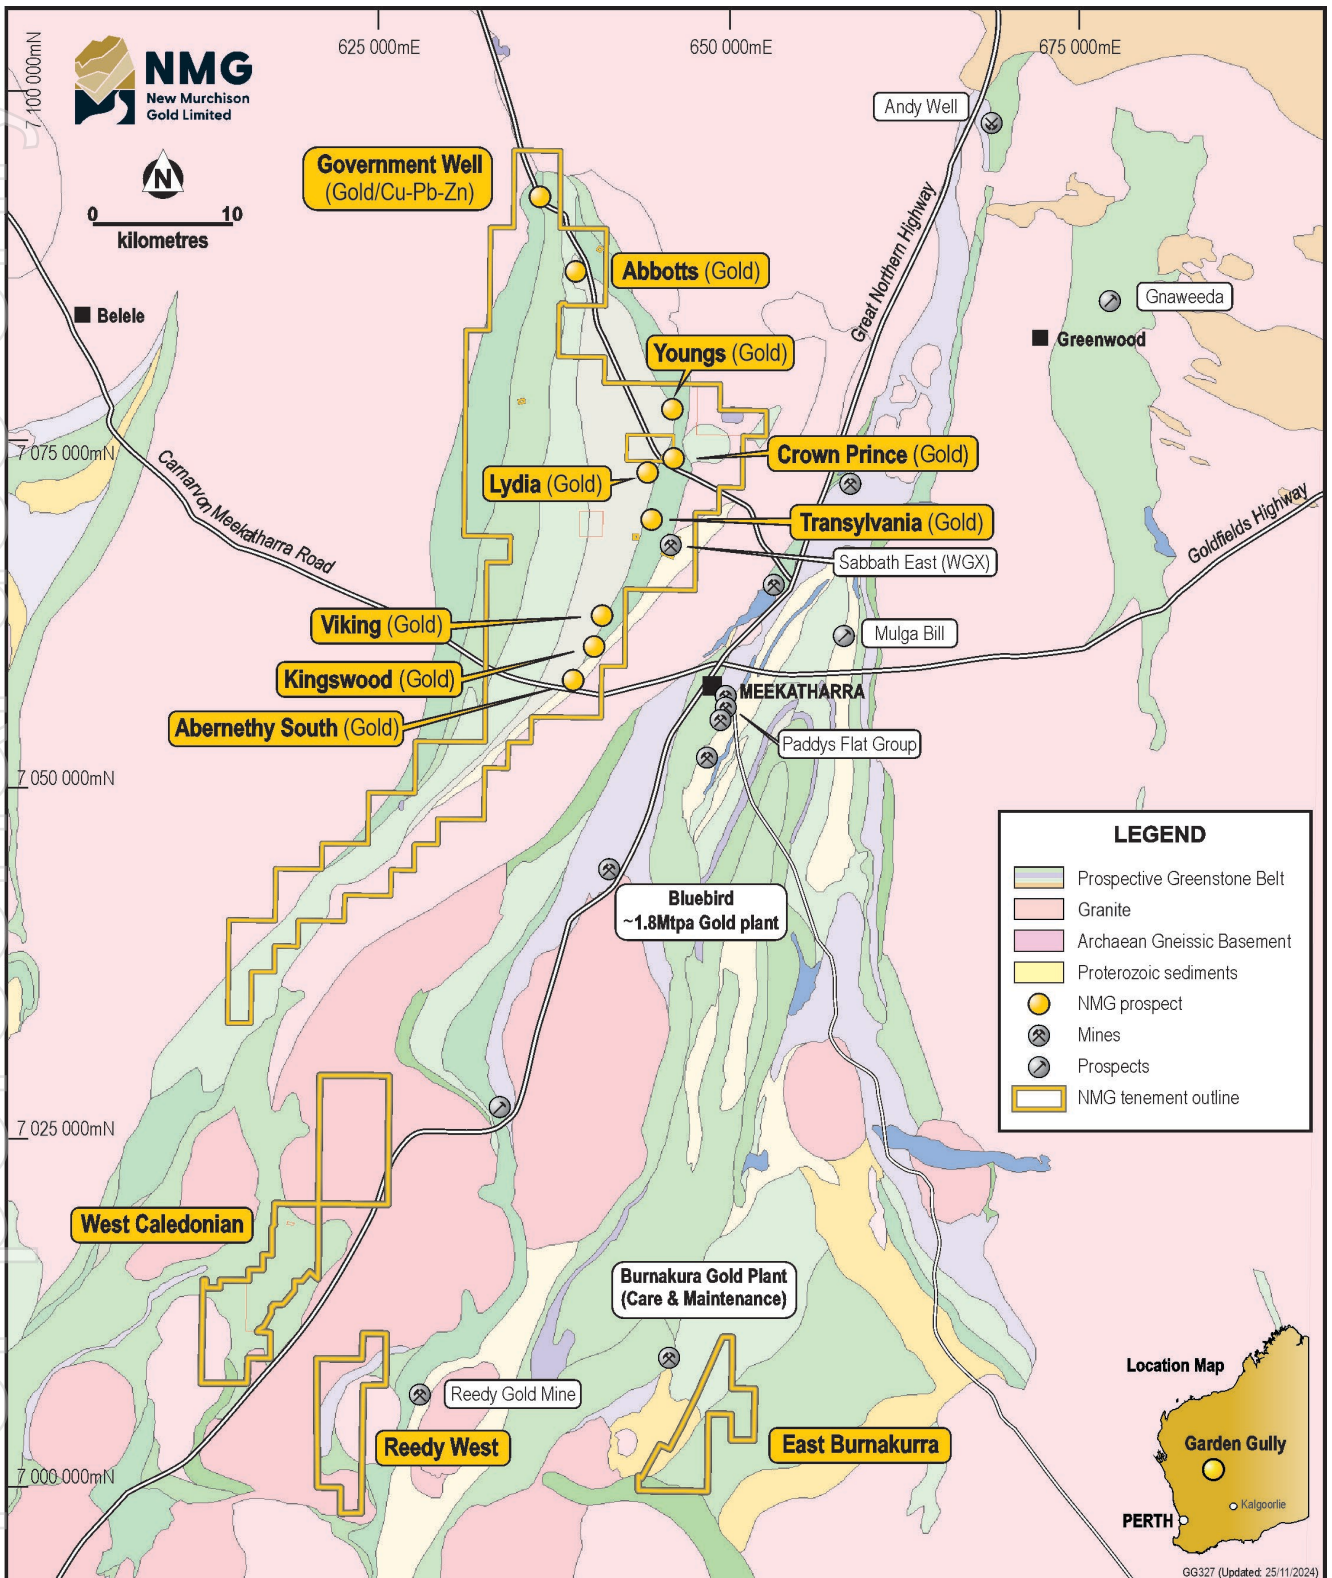 625 000mE
650 000mE
675 000mE
7 100 000mN
NMG
New Murchison
Gold Limited
N
0 10
kilometres
Andy Well
Government Well
(Gold/Cu-Pb-Zn)
Abbotts (Gold)
Great Northern Highway
Gnaweeda
Belele
Greenwood
Youngs (Gold)
7 075 000mN
Carnarvon Meekatharra Road
Crown Prince (Gold)
Lydia (Gold)
Transylvania (Gold)
Goldfields Highway
Sabbath East (WGX)
Viking (Gold)
Mulga Bill
Kingswood (Gold)
MEEKATHARRA
Abernethy South (Gold)
Paddys Flat Group
7 050 000mN
LEGEND
Prospective Greenstone Belt
Granite
Archaean Gneissic Basement
Proterozoic sediments
NMG prospect
Mines
Prospects
NMG tenement outline
Bluebird
~1.8Mtpa Gold plant
7 025 000mN
West Caledonian
Burnakura Gold Plant
(Care & Maintenance)
Reedy Gold Mine
Reedy West
East Burnakurra
7 000 000mN
Location Map
Garden Gully
Kalgoorlie
PERTH
GG327 (Updated: 25/11/2024)